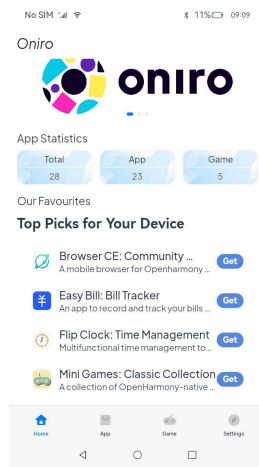 No SIM 11% 09:09
Oniro
oniro
App Statistics
Total App Game
28 23 5
Our Favourites
Top Picks for Your Device
Browser CE: Community ...
A mobile browser for Openharmony ...
Get
Easy Bill: Bill Tracker
An app to record and track your bills ...
Get
Flip Clock: Time Management
Multifunctional time management to...
Get
Mini Games: Classic Collection
A collection of OpenHarmony-native ...
Get
Home App Game Settings